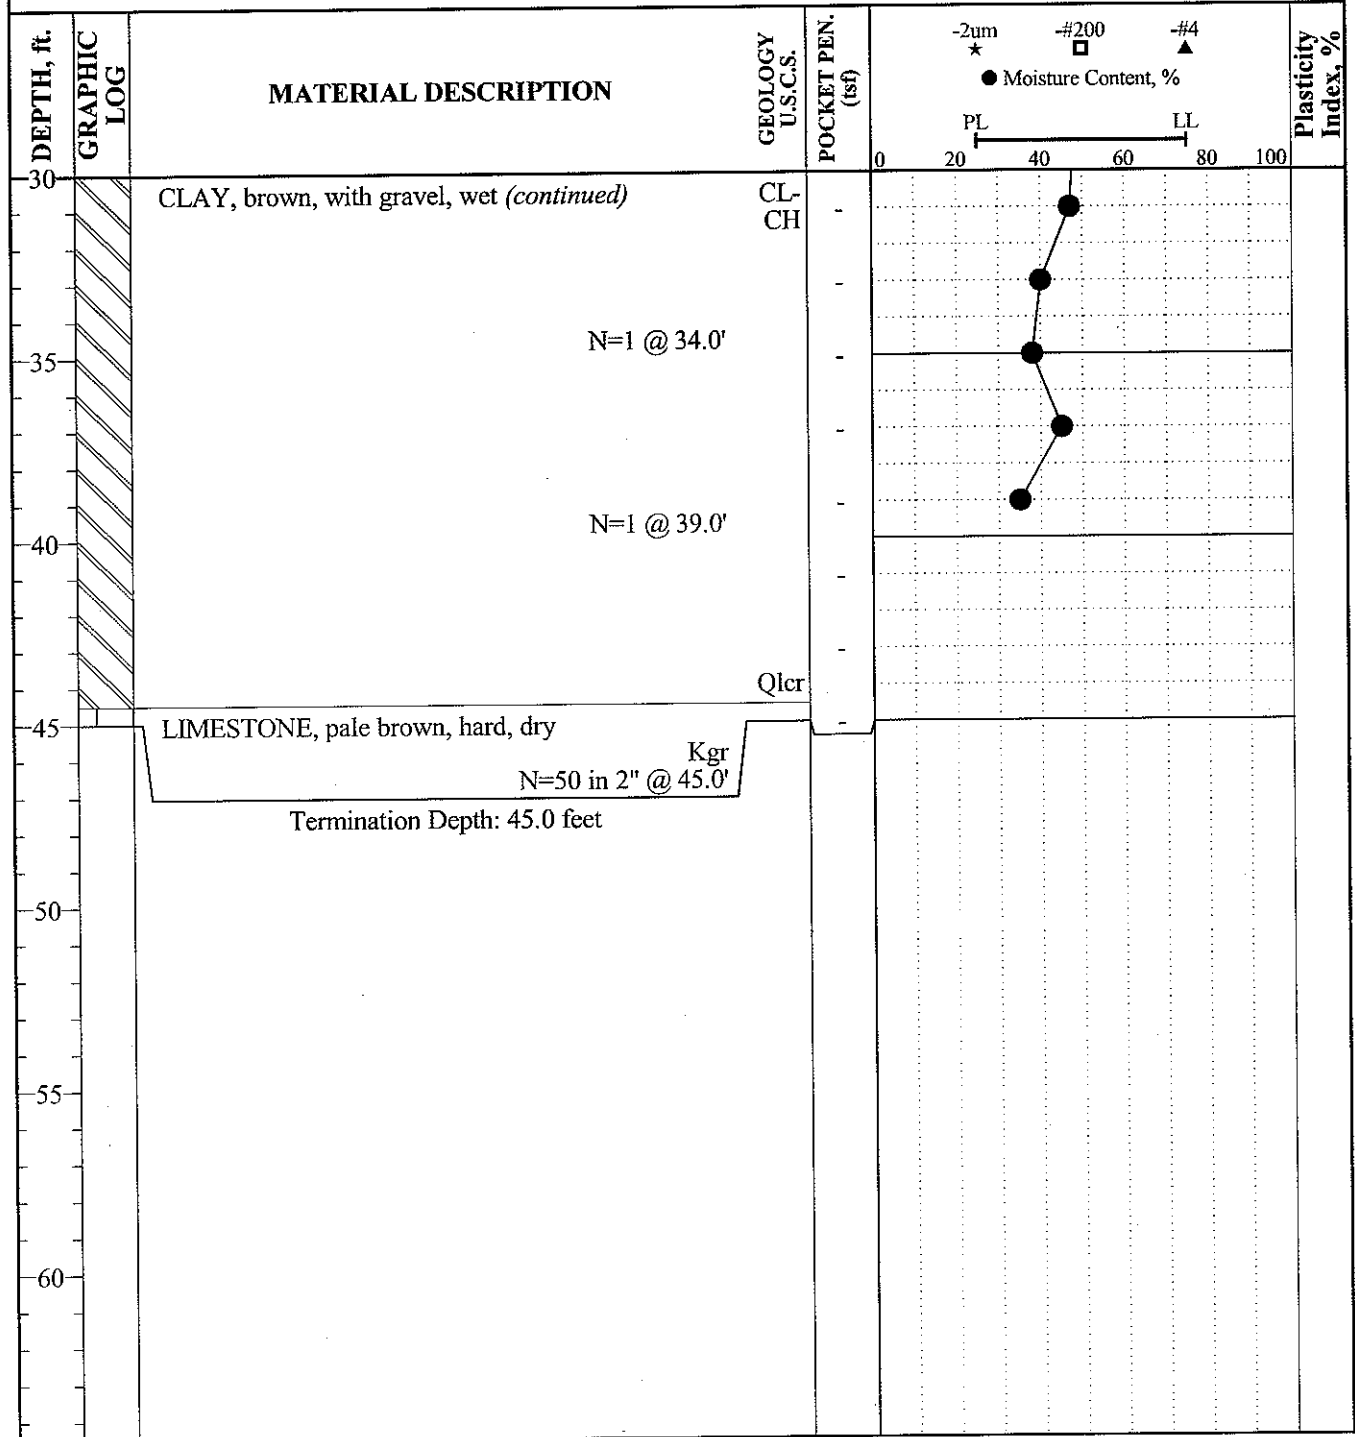 DEPTH, ft.
GRAPHIC
LOG
MATERIAL DESCRIPTION
GEOLOGY
U.S.C.S.
POCKET PEN.
(tsf)
-2um -#200 -#4
Moisture Content, %
PL LL
0 20 40 60 80 100
Plasticity
Index, %
30
CLAY, brown, with gravel, wet (continued)
CL-
CH
-
-
N=1 @ 34.0'
35
-
-
-
N=1 @ 39.0'
40
-
-
Qlcr
45
LIMESTONE, pale brown, hard, dry
-
Kgr
N=50 in 2" @ 45.0'
Termination Depth: 45.0 feet
50
55
60